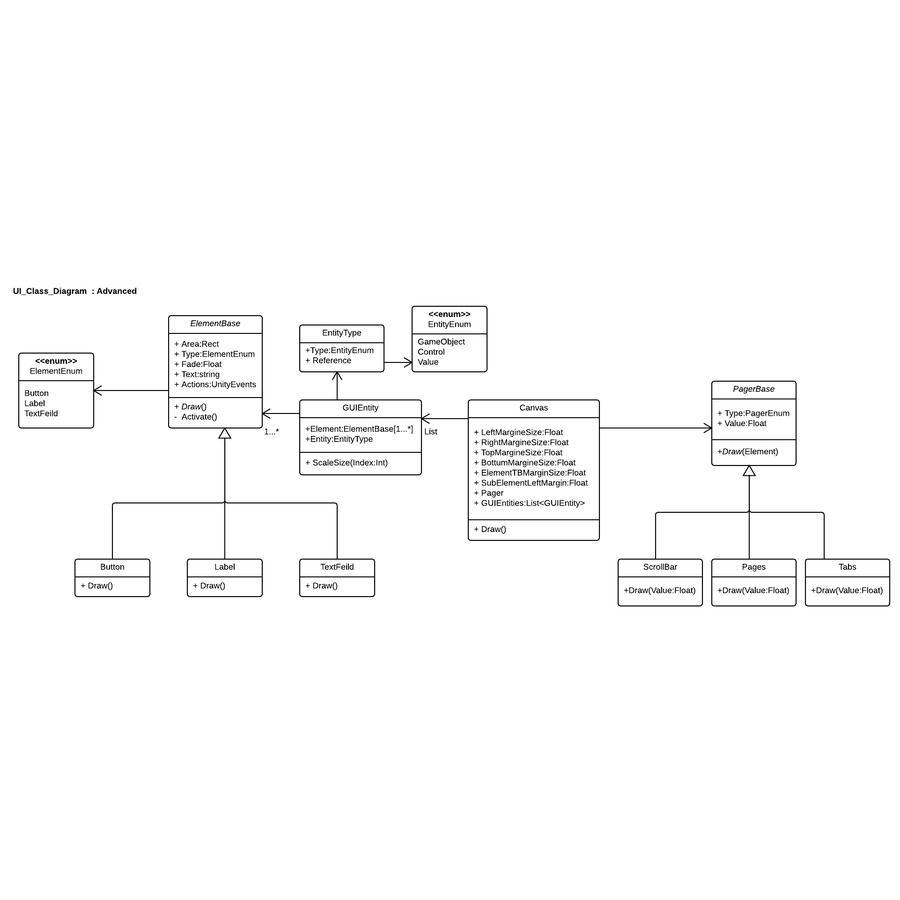 UI_Class_Diagram : Advanced
<<enum>>
ElementEnum
Button
Label
TextFeild
ElementBase
+ Area:Rect
+ Type:ElementEnum
+ Fade:Float
+ Text:string
+ Actions:UnityEvents
+ Draw()
- Activate()
EntityType
+Type:EntityEnum
+ Reference
<<enum>>
EntityEnum
GameObject
Control
Value
GUIEntity
+Element:ElementBase[1...*]
+Entity:EntityType
+ ScaleSize(Index:Int)
1...*
List
Canvas
+ LeftMargineSize:Float
+ RightMargineSize:Float
+ TopMargineSize:Float
+ BottumMargineSize:Float
+ ElementTBMarginSize:Float
+ SubElementLeftMargin:Float
+ Pager
+ GUIEntities:List<GUIEntity>
+ Draw()
PagerBase
+ Type:PagerEnum
+ Value:Float
+Draw(Element)
Button
+ Draw()
Label
+ Draw()
TextFeild
+ Draw()
ScrollBar
+Draw(Value:Float)
Pages
+Draw(Value:Float)
Tabs
+Draw(Value:Float)